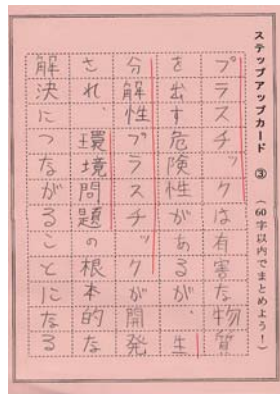 ステップアップカード ③ (60字以内でまとめよう！)
プラスチックは有害な物質
を出す危険性があるが、生
分解性プラスチックが開発
され、環境問題の根本的な
解決につながることになる